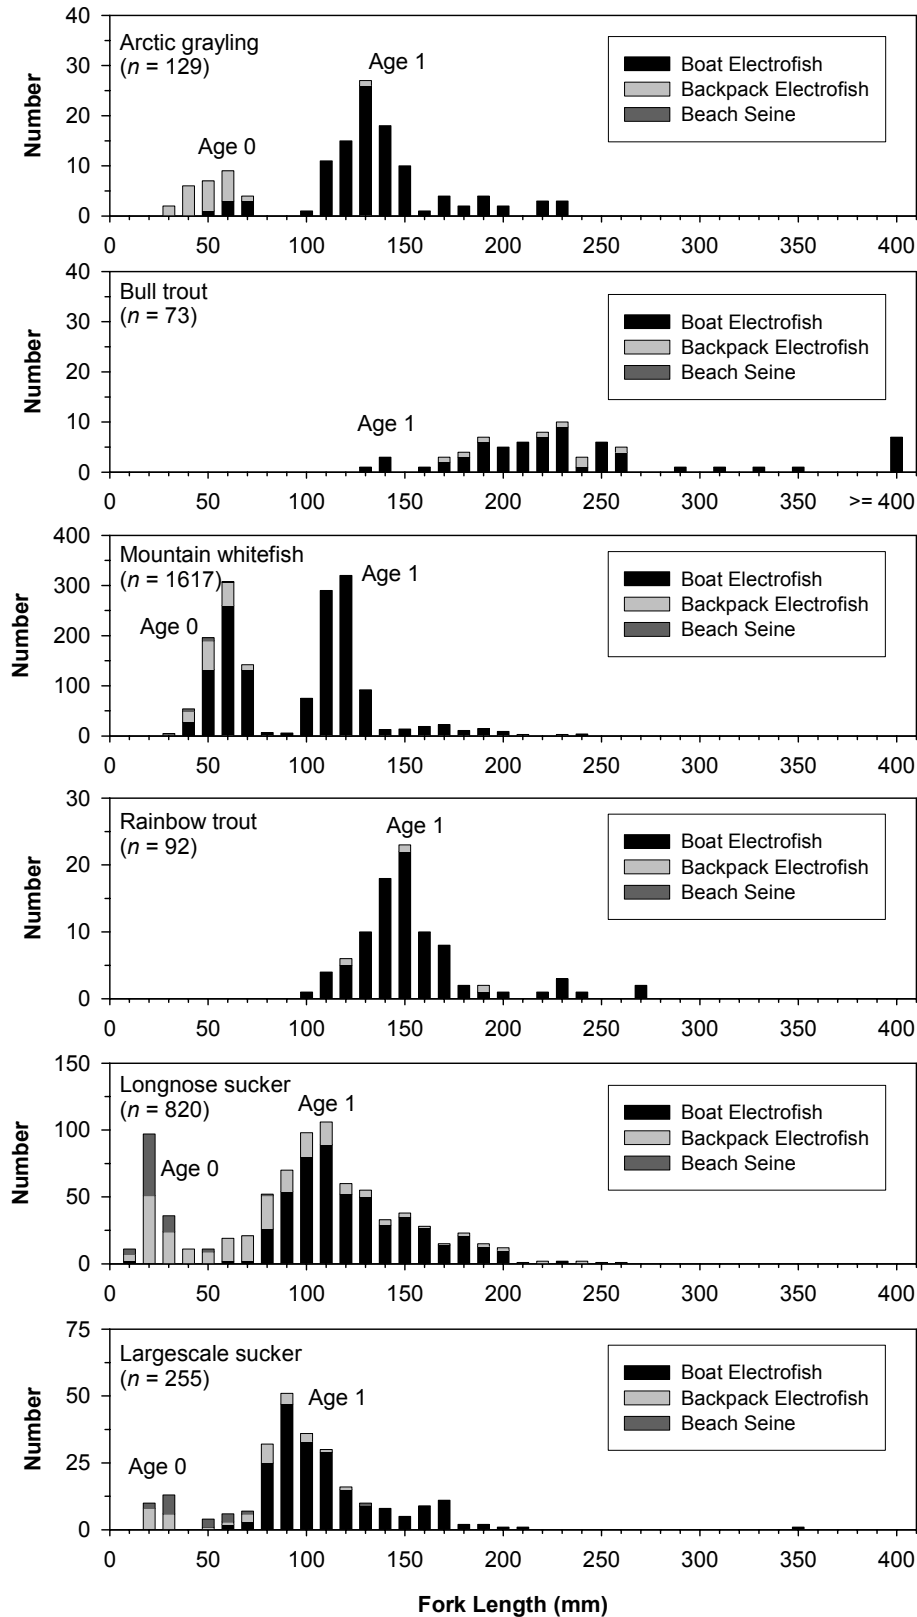 40
30
20
10
0
Number
Arctic grayling
(n = 129)
Age 0
Age 1
Boat Electrofish
Backpack Electrofish
Beach Seine
0 50 100 150 200 250 300 350 400
40
30
20
10
0
Number
Bull trout
(n = 73)
Age 1
Boat Electrofish
Backpack Electrofish
Beach Seine
0 50 100 150 200 250 300 350 >= 400
400
300
200
100
0
Number
Mountain whitefish
(n = 1617)
Age 0
Age 1
Boat Electrofish
Backpack Electrofish
Beach Seine
0 50 100 150 200 250 300 350 400
30
20
10
0
Number
Rainbow trout
(n = 92)
Age 1
Boat Electrofish
Backpack Electrofish
Beach Seine
0 50 100 150 200 250 300 350 400
150
100
50
0
Number
Longnose sucker
(n = 820)
Age 0
Age 1
Boat Electrofish
Backpack Electrofish
Beach Seine
0 50 100 150 200 250 300 350 400
75
50
25
0
Number
Largescale sucker
(n = 255)
Age 0
Age 1
Boat Electrofish
Backpack Electrofish
Beach Seine
0 50 100 150 200 250 300 350 400
Fork Length (mm)